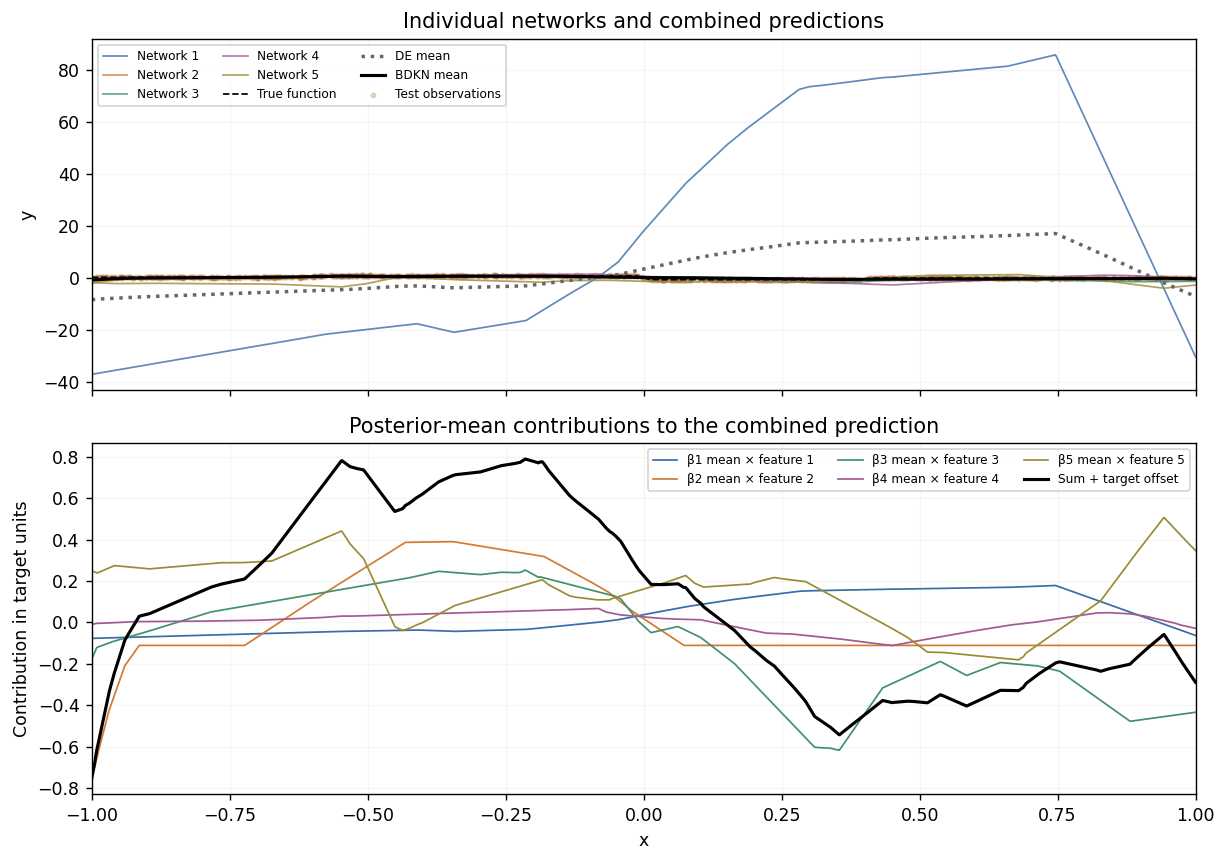 Individual networks and combined predictions
Network 1
Network 2
Network 3
Network 4
Network 5
True function
DE mean
BDKN mean
Test observations
80
60
40
20
0
−20
−40
y
Posterior-mean contributions to the combined prediction
β1 mean × feature 1
β2 mean × feature 2
β3 mean × feature 3
β4 mean × feature 4
β5 mean × feature 5
Sum + target offset
0.8
0.6
0.4
0.2
0.0
−0.2
−0.4
−0.6
−0.8
Contribution in target units
−1.00
−0.75
−0.50
−0.25
0.00
0.25
0.50
0.75
1.00
x